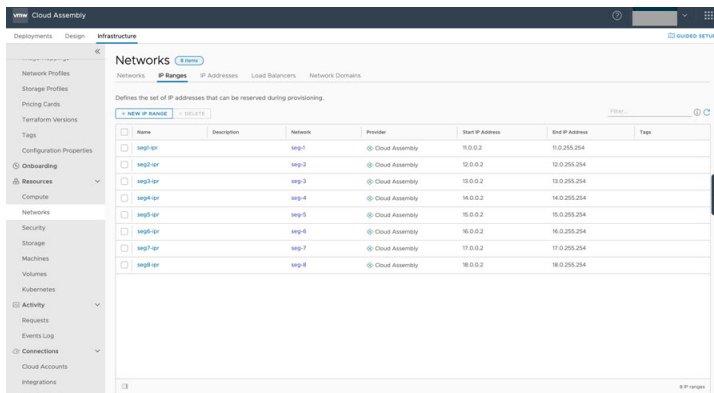 vmw Cloud Assembly
Deployments Design Infrastructure GUIDED SETUP
Network Profiles
Storage Profiles
Pricing Cards
Terraform Versions
Tags
Configuration Properties
Onboarding
Resources
Compute
Networks
Security
Storage
Machines
Volumes
Kubernetes
Activity
Requests
Events Log
Connections
Cloud Accounts
Integrations
Networks 8 items
Networks IP Ranges IP Addresses Load Balancers Network Domains
Defines the set of IP addresses that can be reserved during provisioning.
+ NEW IP RANGE × DELETE Filter...
Name Description Network Provider Start IP Address End IP Address Tags
seg1-ipr seg-1 Cloud Assembly 11.0.0.2 11.0.255.254
seg2-ipr seg-2 Cloud Assembly 12.0.0.2 12.0.255.254
seg3-ipr seg-3 Cloud Assembly 13.0.0.2 13.0.255.254
seg4-ipr seg-4 Cloud Assembly 14.0.0.2 14.0.255.254
seg5-ipr seg-5 Cloud Assembly 15.0.0.2 15.0.255.254
seg6-ipr seg-6 Cloud Assembly 16.0.0.2 16.0.255.254
seg7-ipr seg-7 Cloud Assembly 17.0.0.2 17.0.255.254
seg8-ipr seg-8 Cloud Assembly 18.0.0.2 18.0.255.254
8 IP ranges